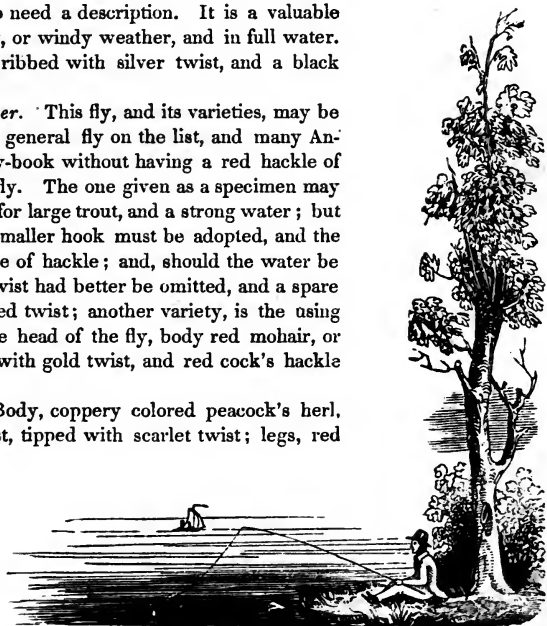 need a description. It is a valuable
, or windy weather, and in full water.
ribbed with silver twist, and a black
er. This fly, and its varieties, may be
general fly on the list, and many An-
-book without having a red hackle of
ly. The one given as a specimen may
for large trout, and a strong water; but
maller hook must be adopted, and the
e of hackle; and, should the water be
wist had better be omitted, and a spare
ed twist; another variety, is the using
e head of the fly, body red mohair, or
with gold twist, and red cock's hackle
Body, coppery colored peacock's herl,
st, tipped with scarlet twist; legs, red